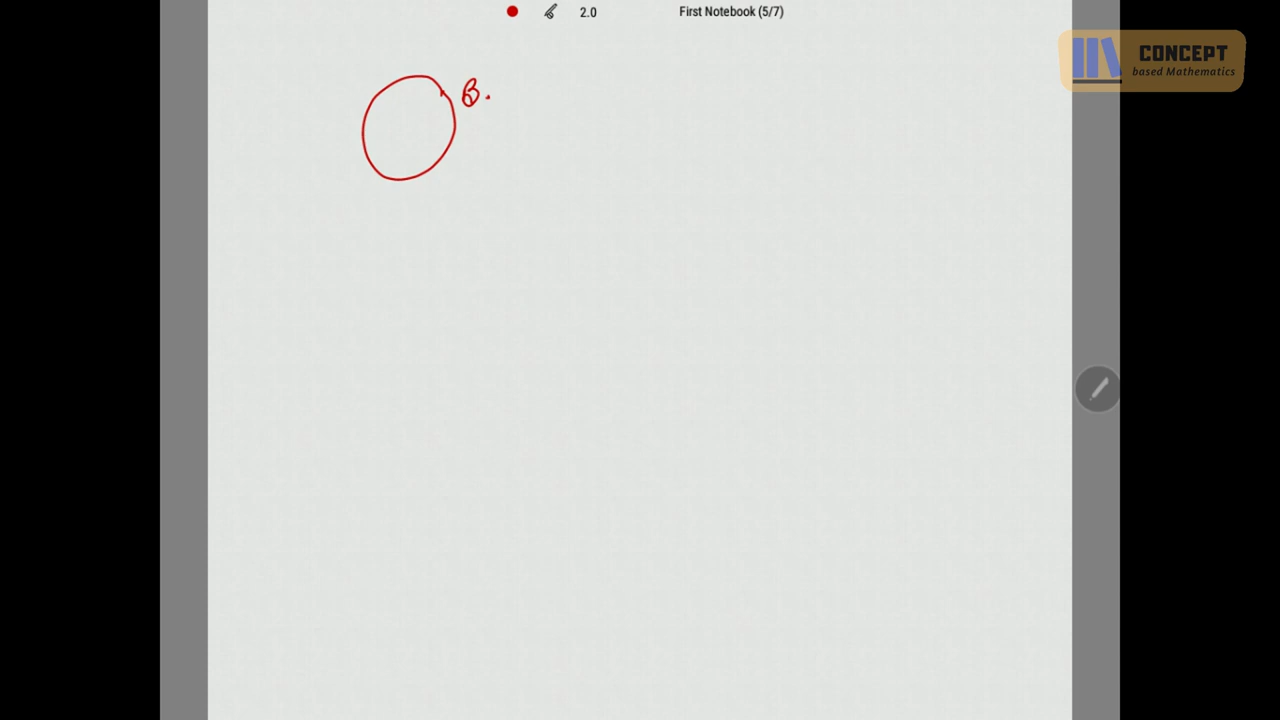 2.0 First Notebook (5/7)
CONCEPT
based Mathematics
B.